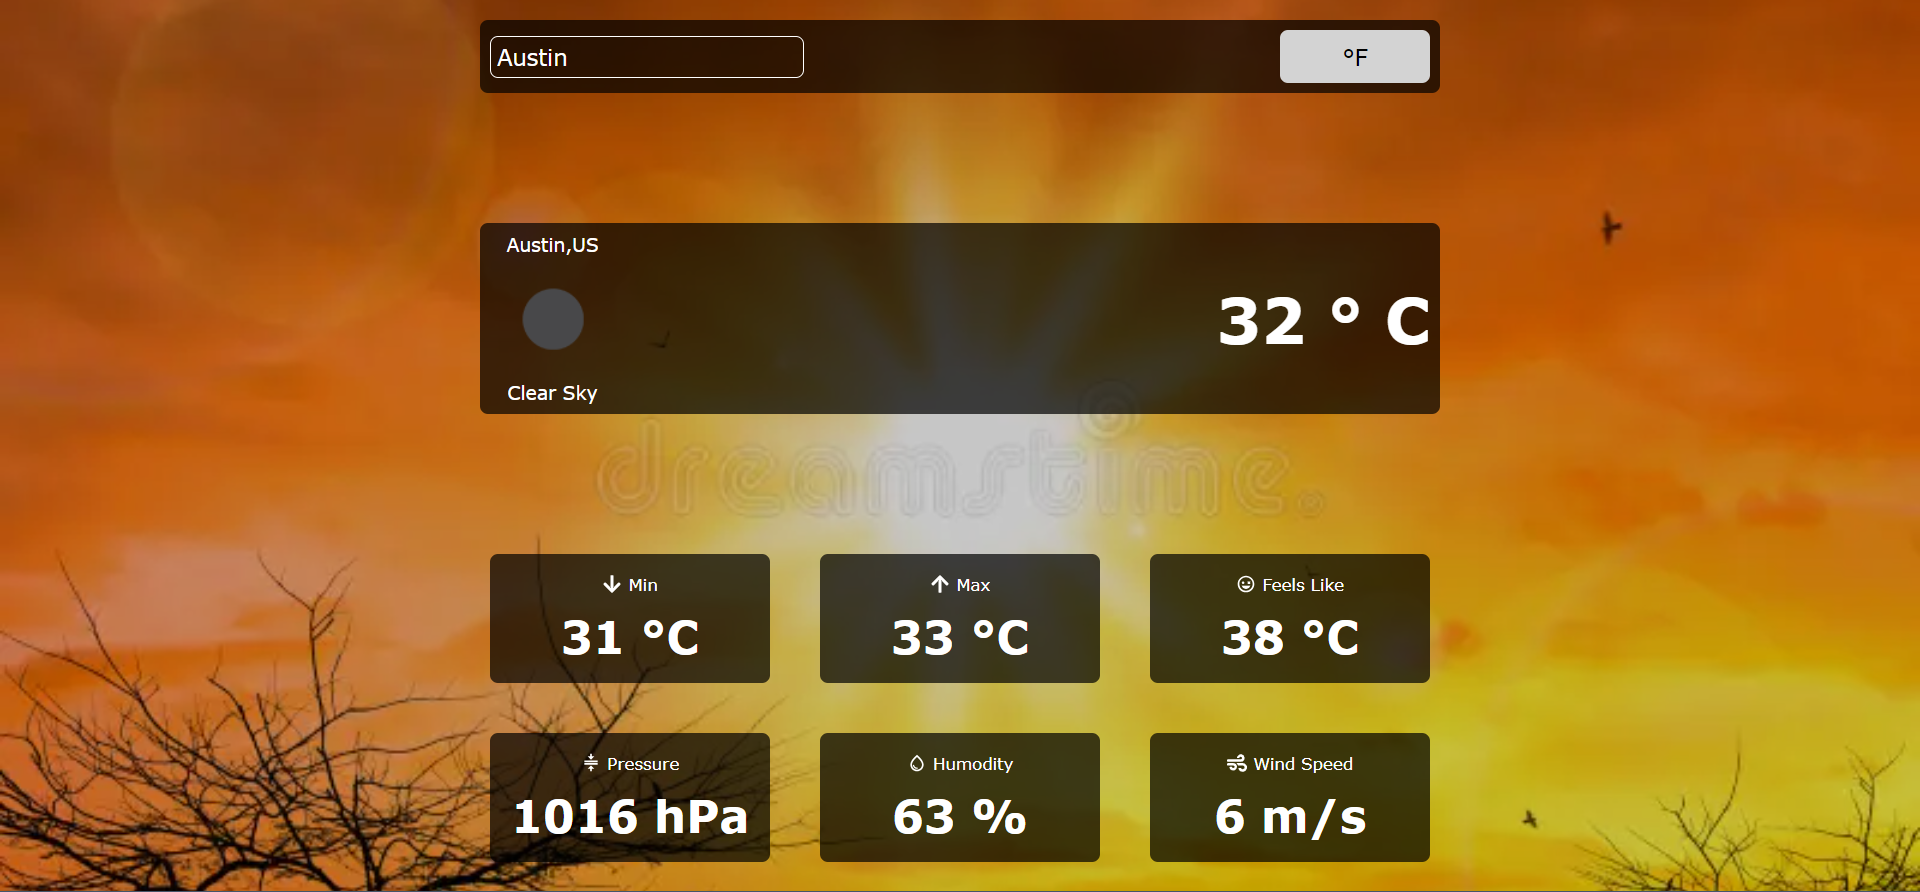 Austin
°F
Austin,US
32 ° C
Clear Sky
dreamstime.
Min
31 °C
Max
33 °C
Feels Like
38 °C
Pressure
1016 hPa
Humodity
63 %
Wind Speed
6 m/s